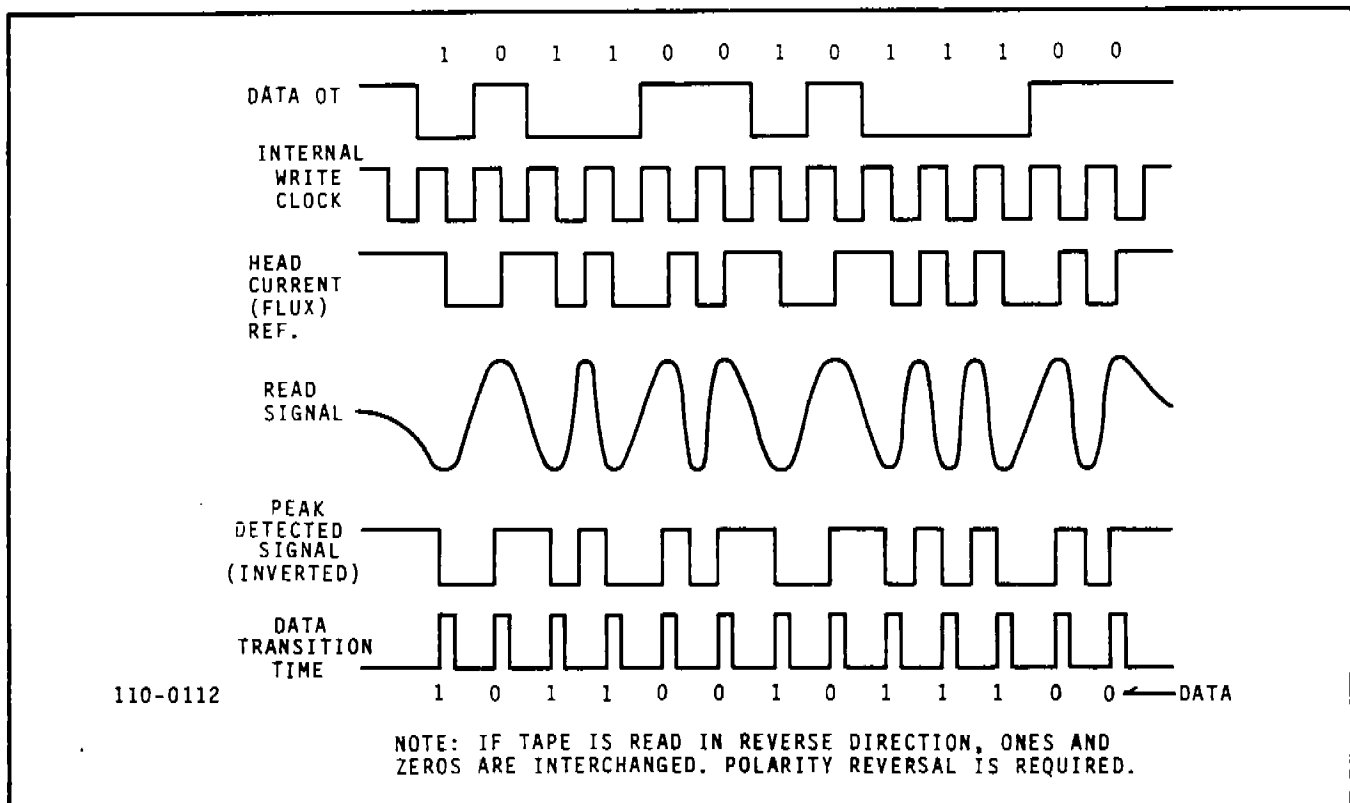 1 0 1 1 0 0 1 0 1 1 1 0 0
DATA OT
INTERNAL
WRITE
CLOCK
HEAD
CURRENT
(FLUX)
REF.
READ
SIGNAL
PEAK
DETECTED
SIGNAL
(INVERTED)
DATA
TRANSITION
TIME
110-0112
1 0 1 1 0 0 1 0 1 1 1 0 0 DATA
NOTE: IF TAPE IS READ IN REVERSE DIRECTION, ONES AND
ZEROS ARE INTERCHANGED. POLARITY REVERSAL IS REQUIRED.